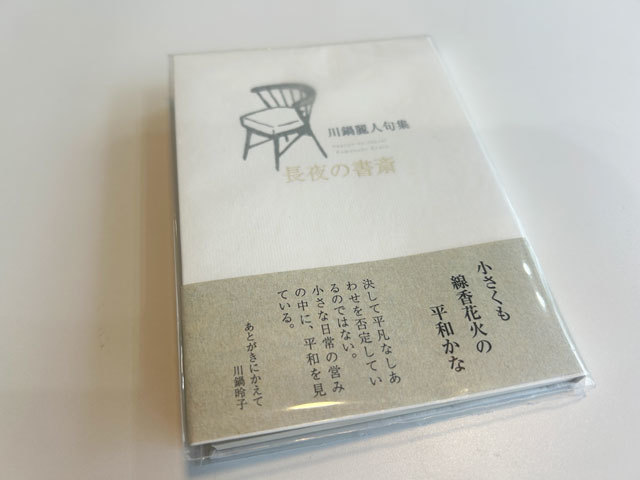 川鍋麗人句集
長夜の書斎
小さくも
線香花火の
平和かな
決して平凡なしあ
わせを否定してい
るのではない。
小さな日常の営み
の中に、平和を見
ている。
あとがきにかえて
川鍋怜子